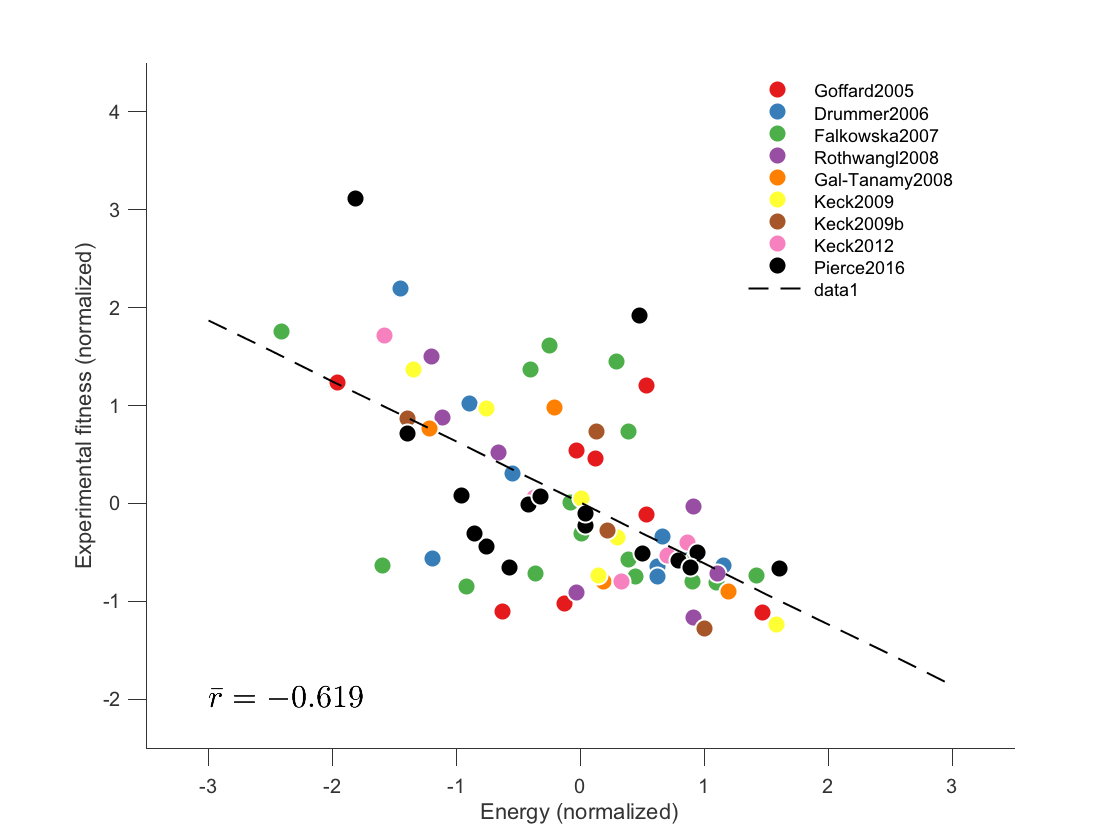 Goffard2005
Drummer2006
Falkowska2007
Rothwangl2008
Gal-Tanamy2008
Keck2009
Keck2009b
Keck2012
Pierce2016
data1
4
3
2
1
0
-1
-2
Experimental fitness (normalized)
r̄ = −0.619
-3 -2 -1 0 1 2 3
Energy (normalized)